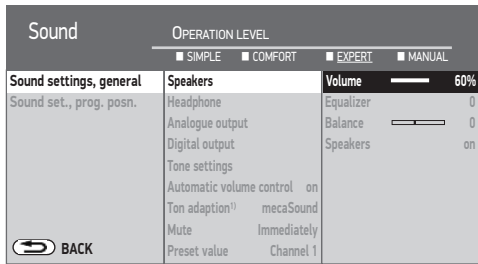 Sound
OPERATION LEVEL
SIMPLE COMFORT EXPERT MANUAL
Sound settings, general
Sound set., prog. posn.
BACK
Speakers
Headphone
Analogue output
Digital output
Tone settings
Automatic volume control on
Ton adaption1) mecaSound
Mute Immediately
Preset value Channel 1
Volume 60%
Equalizer 0
Balance 0
Speakers on